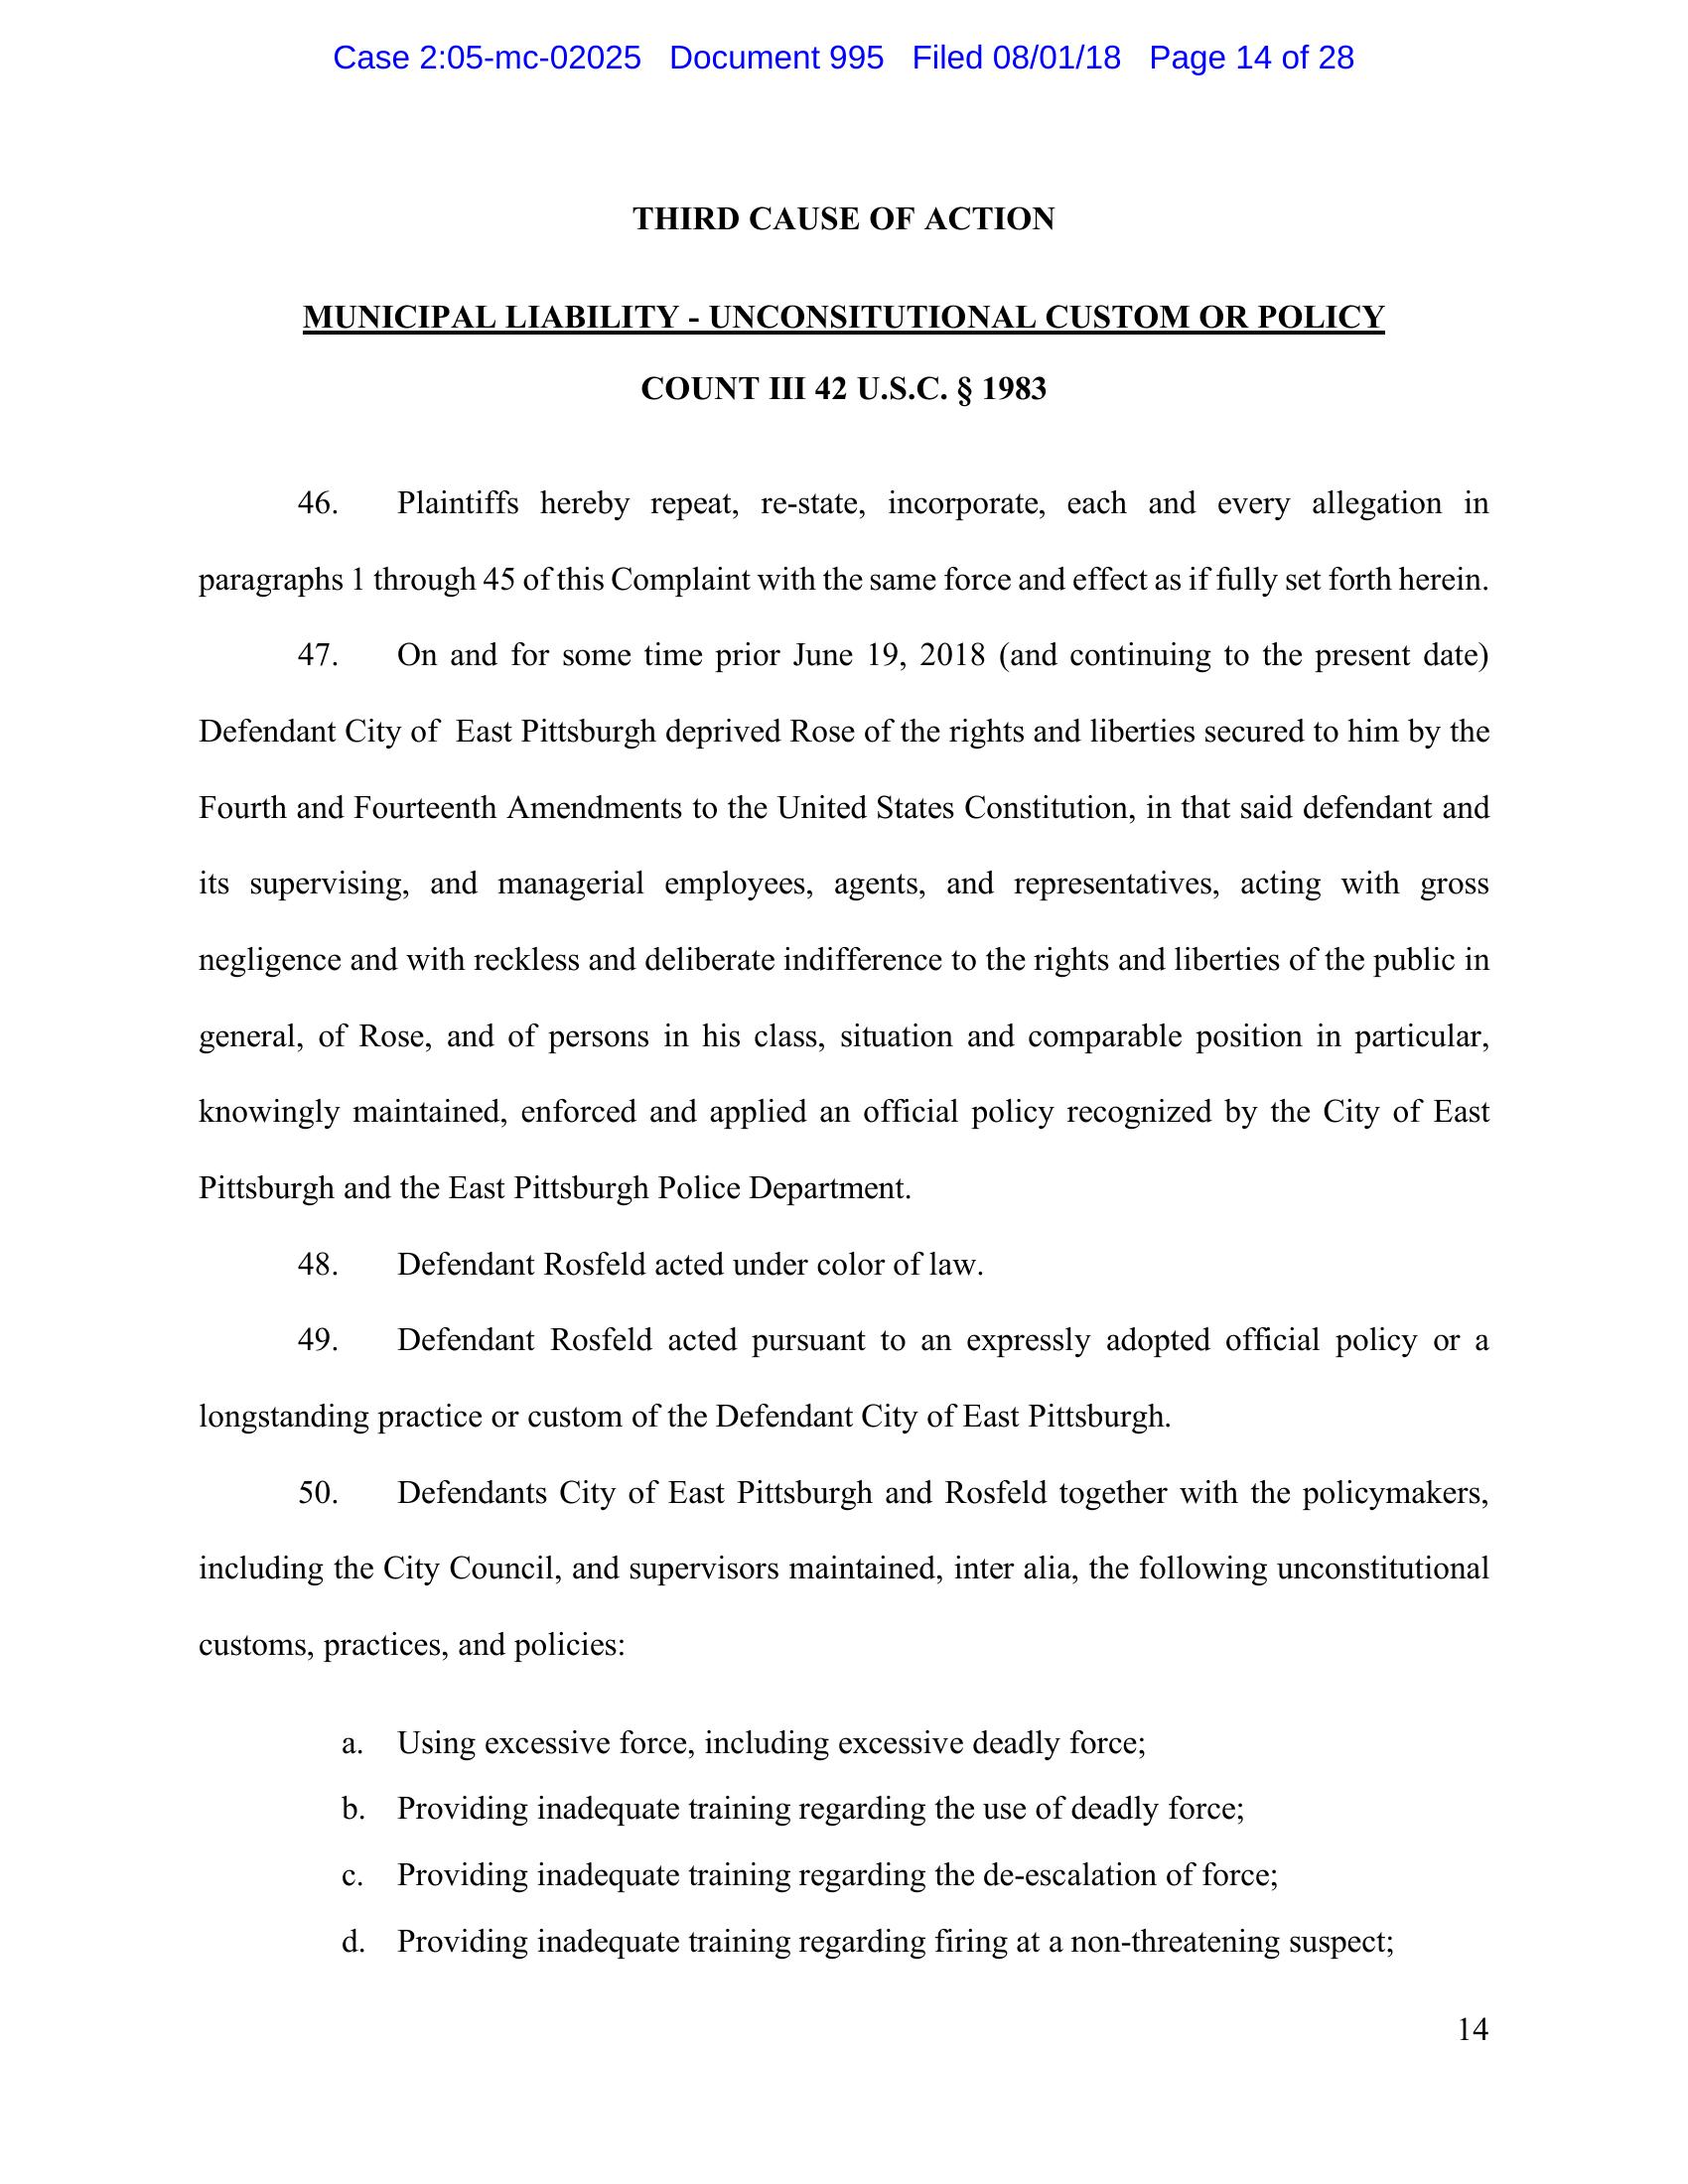 Case 2:05-mc-02025 Document 995 Filed 08/01/18 Page 14 of 28
THIRD CAUSE OF ACTION
MUNICIPAL LIABILITY - UNCONSITUTIONAL CUSTOM OR POLICY
COUNT III 42 U.S.C. § 1983
46. Plaintiffs hereby repeat, re-state, incorporate, each and every allegation in
paragraphs 1 through 45 of this Complaint with the same force and effect as if fully set forth herein.
47. On and for some time prior June 19, 2018 (and continuing to the present date)
Defendant City of East Pittsburgh deprived Rose of the rights and liberties secured to him by the
Fourth and Fourteenth Amendments to the United States Constitution, in that said defendant and
its supervising, and managerial employees, agents, and representatives, acting with gross
negligence and with reckless and deliberate indifference to the rights and liberties of the public in
general, of Rose, and of persons in his class, situation and comparable position in particular,
knowingly maintained, enforced and applied an official policy recognized by the City of East
Pittsburgh and the East Pittsburgh Police Department.
48. Defendant Rosfeld acted under color of law.
49. Defendant Rosfeld acted pursuant to an expressly adopted official policy or a
longstanding practice or custom of the Defendant City of East Pittsburgh.
50. Defendants City of East Pittsburgh and Rosfeld together with the policymakers,
including the City Council, and supervisors maintained, inter alia, the following unconstitutional
customs, practices, and policies:
a. Using excessive force, including excessive deadly force;
b. Providing inadequate training regarding the use of deadly force;
c. Providing inadequate training regarding the de-escalation of force;
d. Providing inadequate training regarding firing at a non-threatening suspect;
14